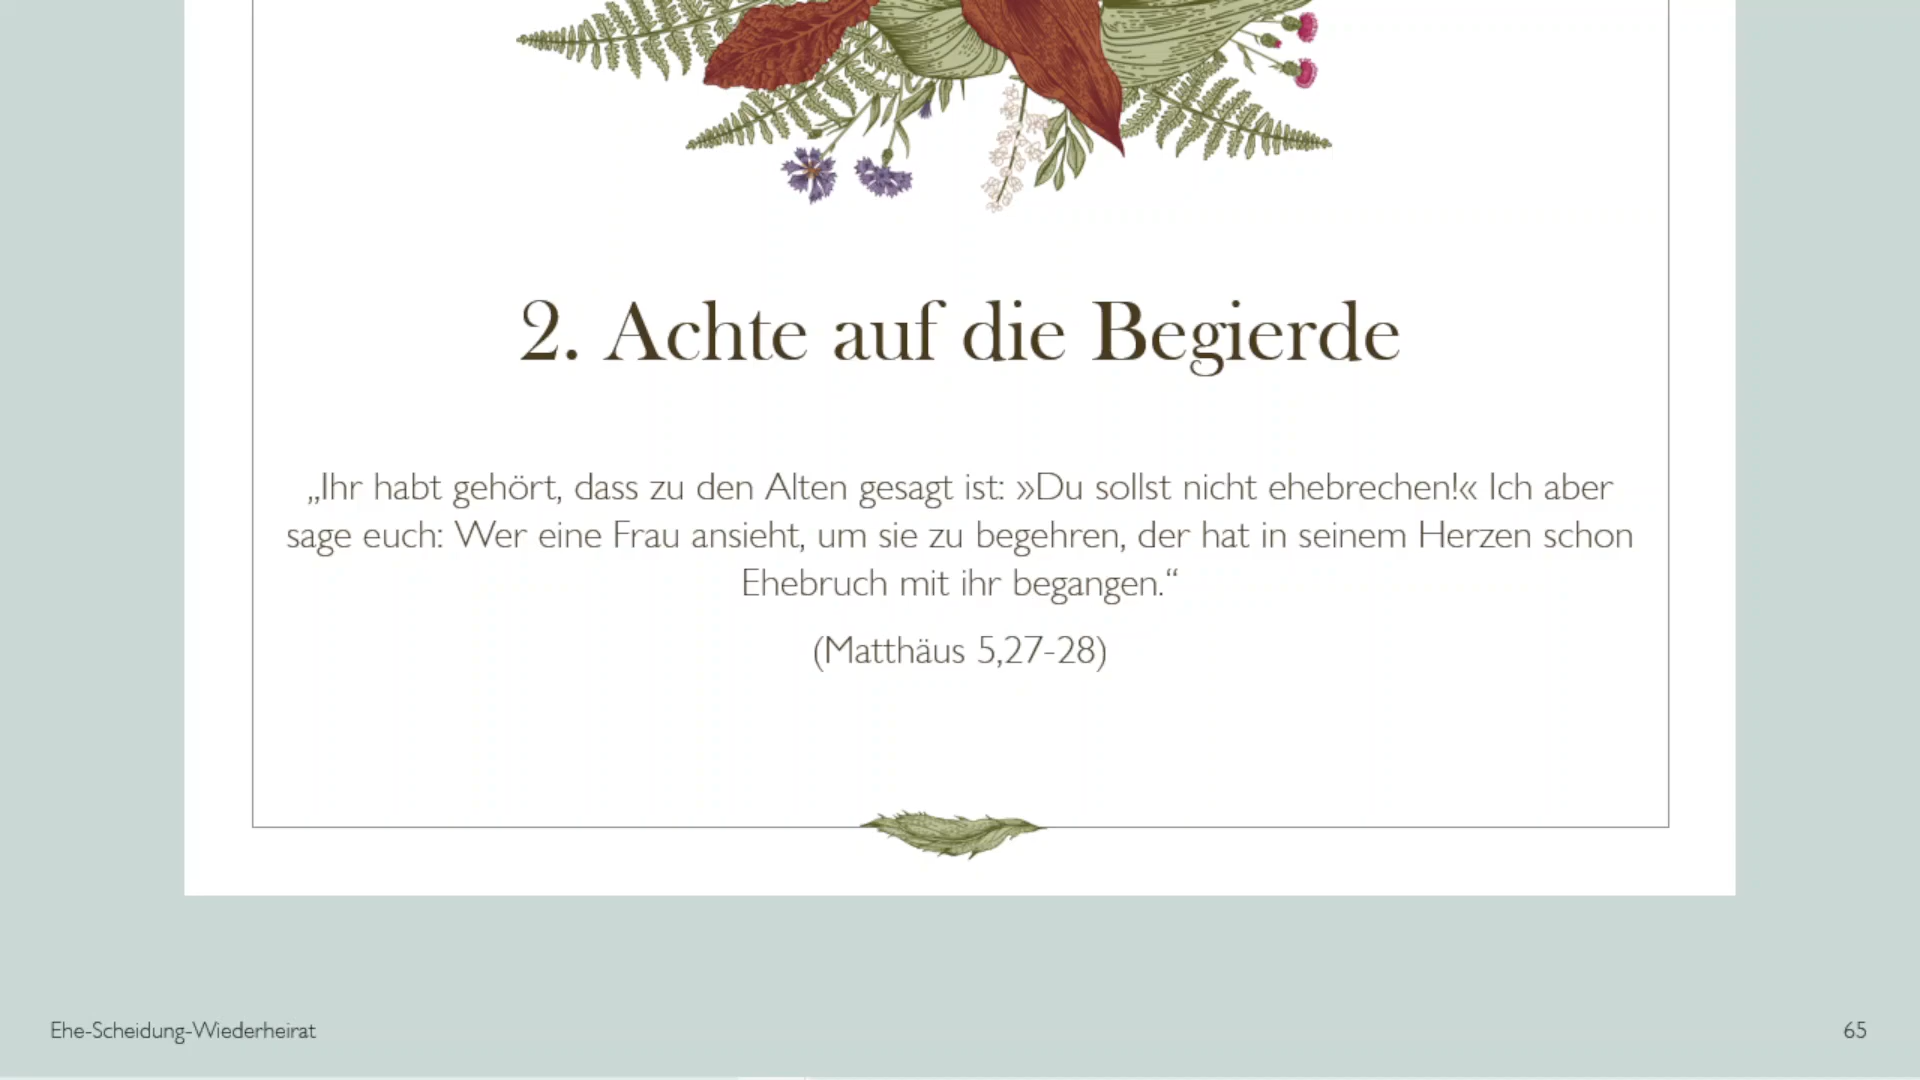 2. Achte auf die Begierde
„Ihr habt gehört, dass zu den Alten gesagt ist: »Du sollst nicht ehebrechen!« Ich aber
sage euch: Wer eine Frau ansieht, um sie zu begehren, der hat in seinem Herzen schon
Ehebruch mit ihr begangen.“
(Matthäus 5,27-28)
Ehe-Scheidung-Wiederheirat
65